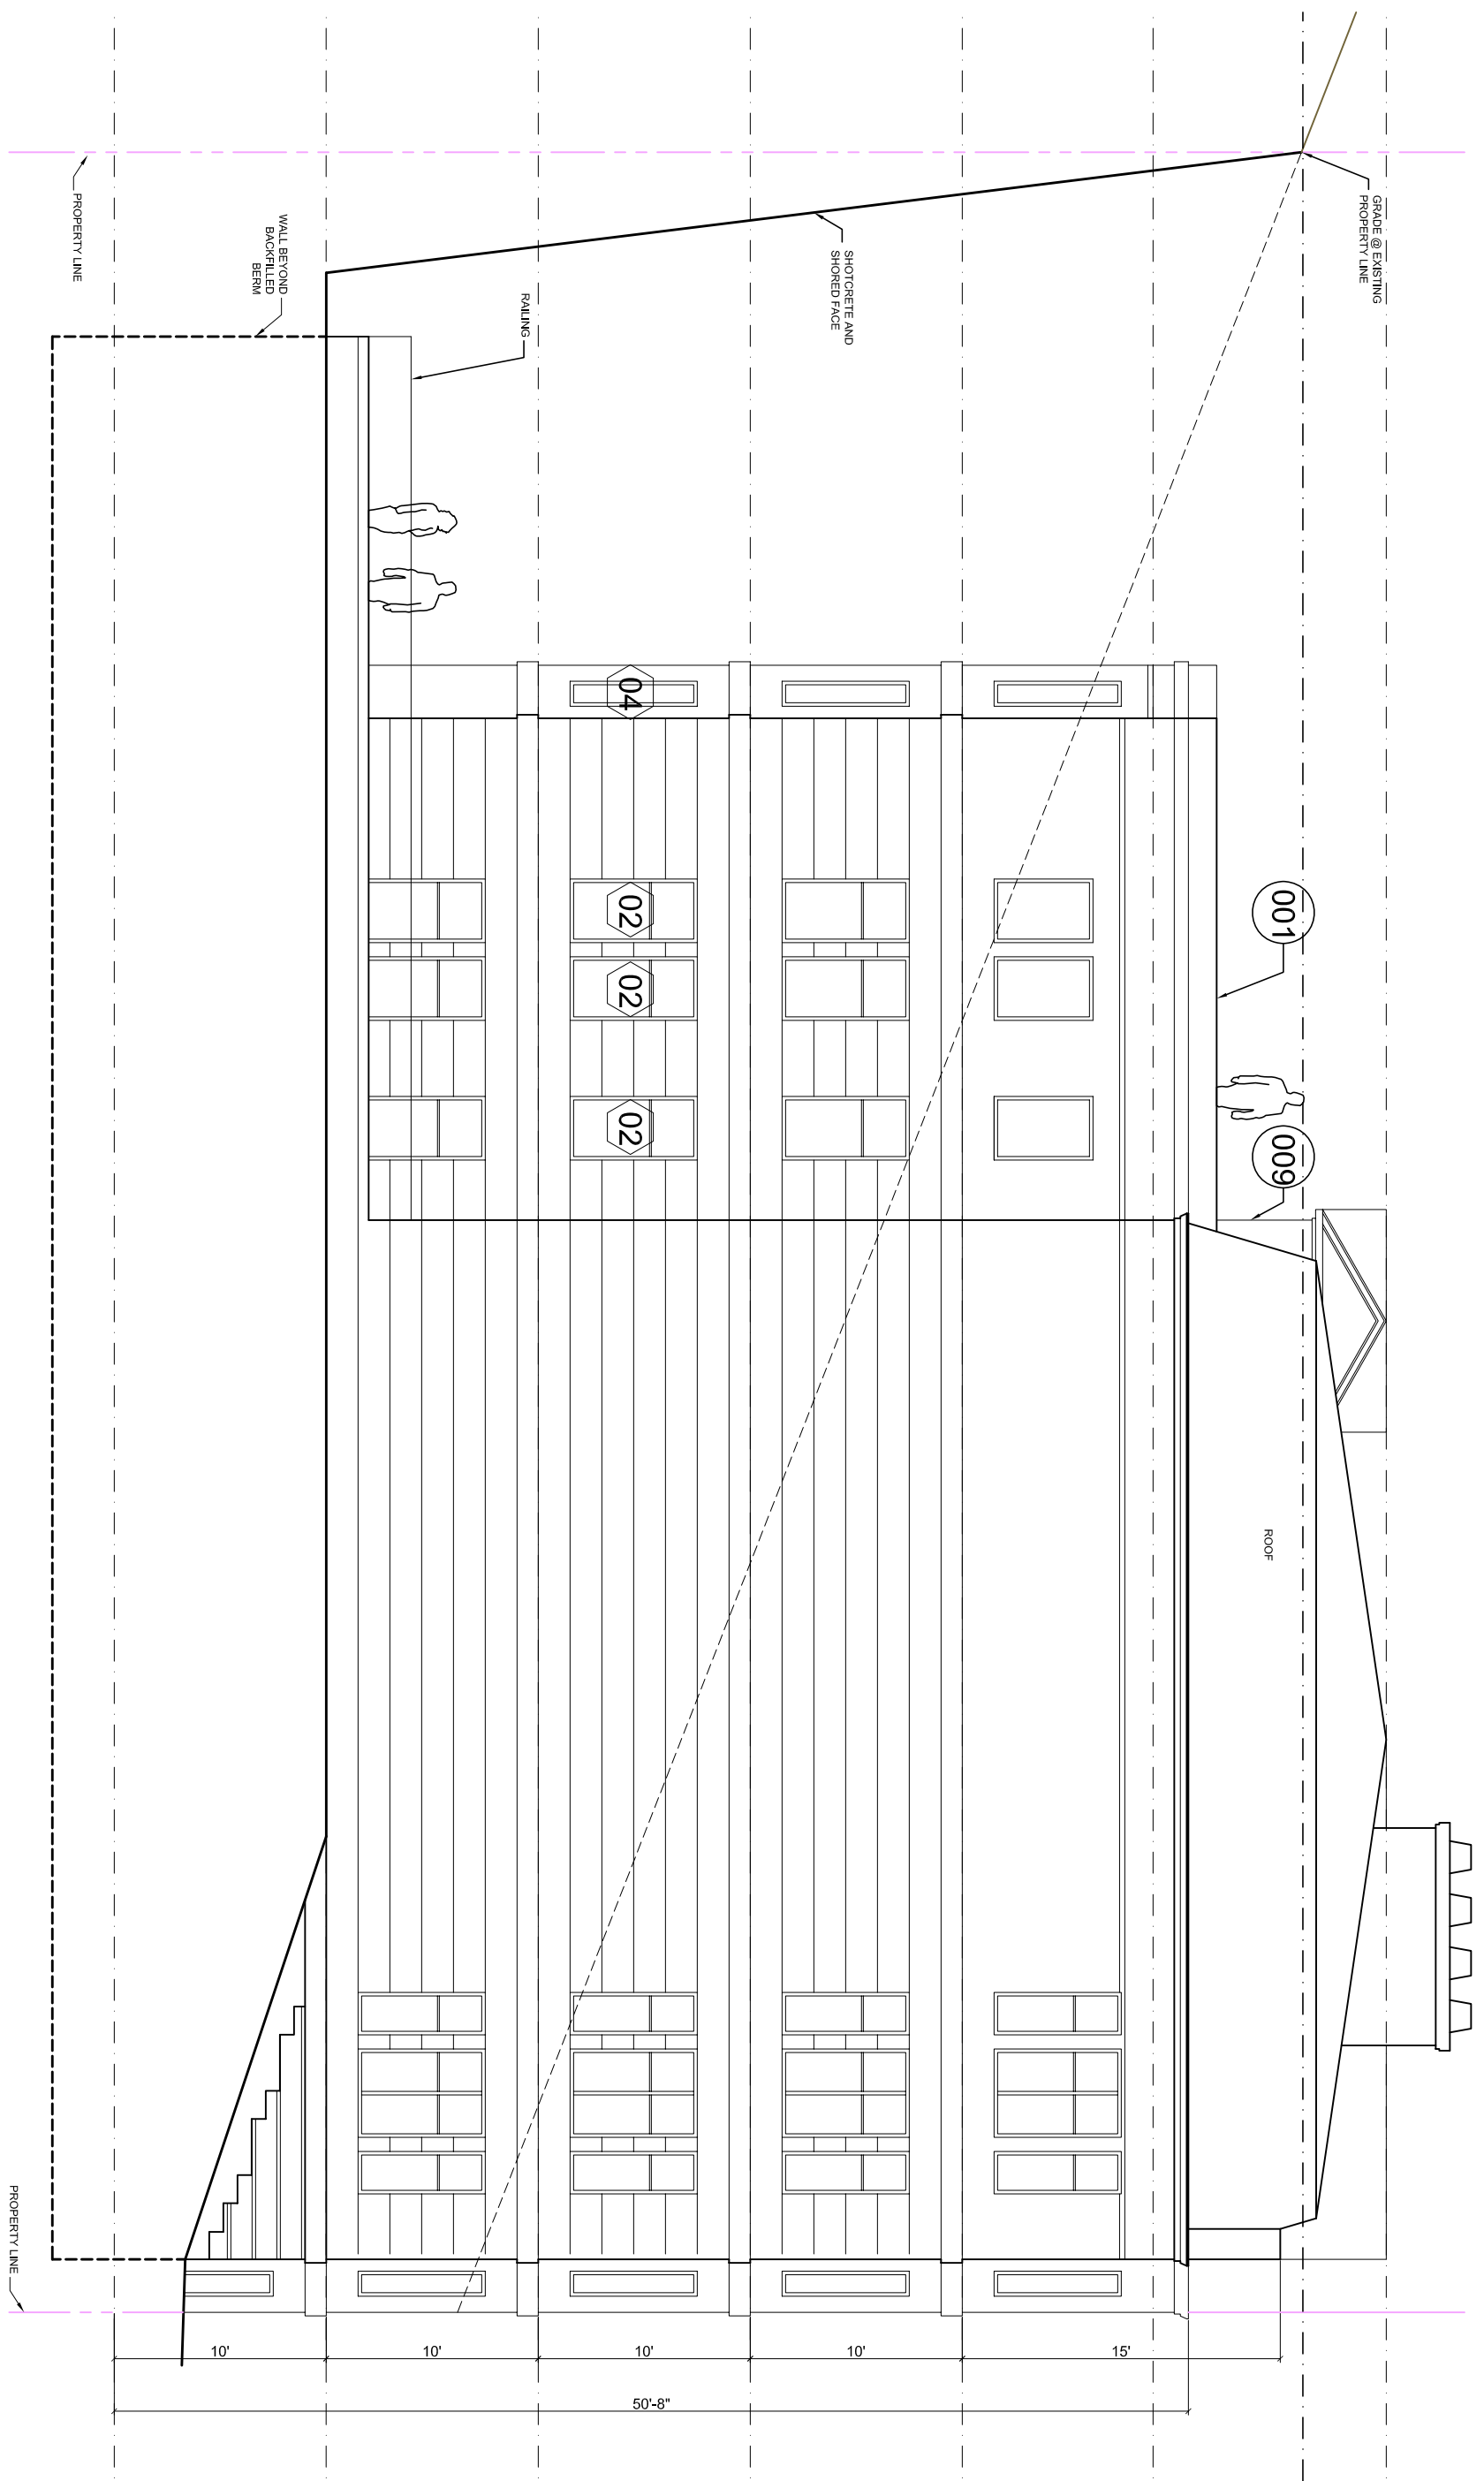 GRADE @ EXISTING
PROPERTY LINE
PROPERTY LINE
SHOTCRETE AND
SHORED FACE
WALL BEYOND
BACKFILLED
BERM
RAILING
04
001
02
02
02
009
ROOF
PROPERTY LINE
15'
10'
10'
10'
10'
50'-8"